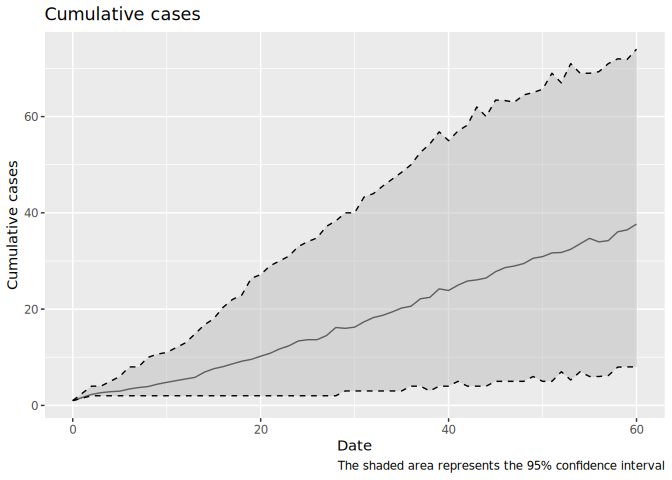 Cumulative cases
Cumulative cases
60
40
20
0
0 20 40 60
Date
The shaded area represents the 95% confidence interval